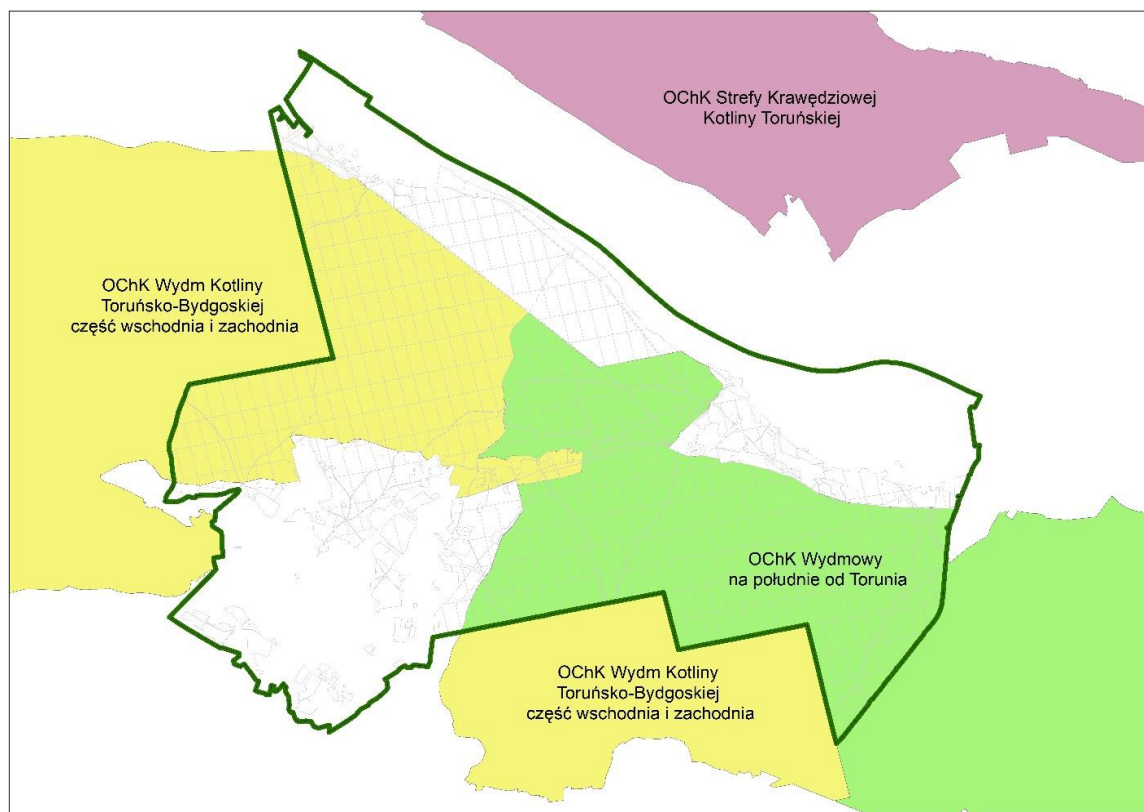 OChK Strefy Krawędziowej
Kotliny Toruńskiej
OChK Wydm Kotliny
Toruńsko-Bydgoskiej
część wschodnia i zachodnia
OChK Wydmowy
na południe od Torunia
OChK Wydm Kotliny
Toruńsko-Bydgoskiej
część wschodnia i zachodnia